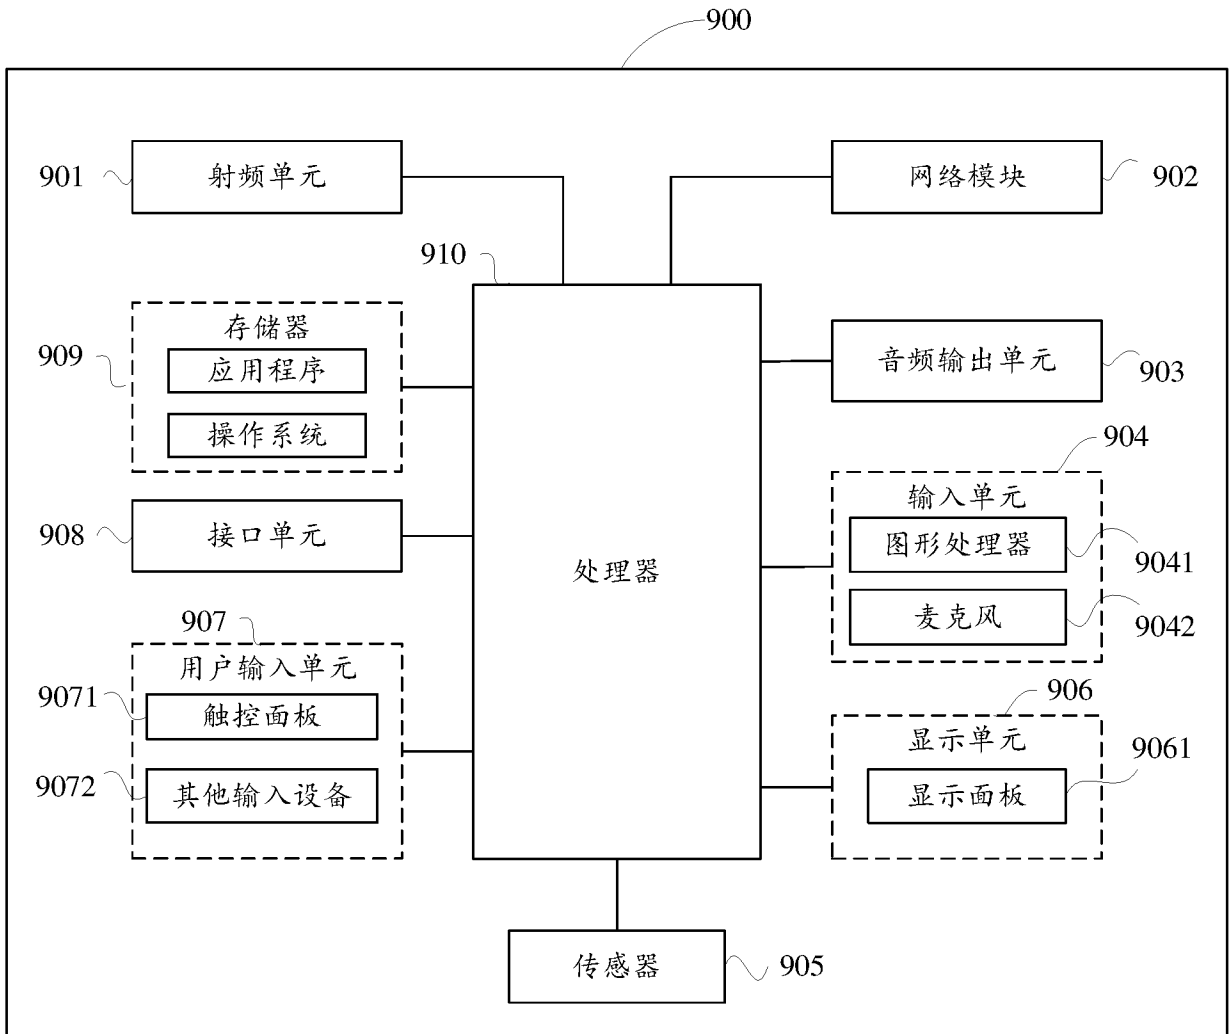 900
901
射频单元
网络模块
902
910
存储器
909
应用程序
操作系统
音频输出单元
903
904
输入单元
图形处理器
9041
麦克风
9042
908
接口单元
处理器
907
用户输入单元
9071
触控面板
9072
其他输入设备
906
显示单元
9061
显示面板
传感器
905